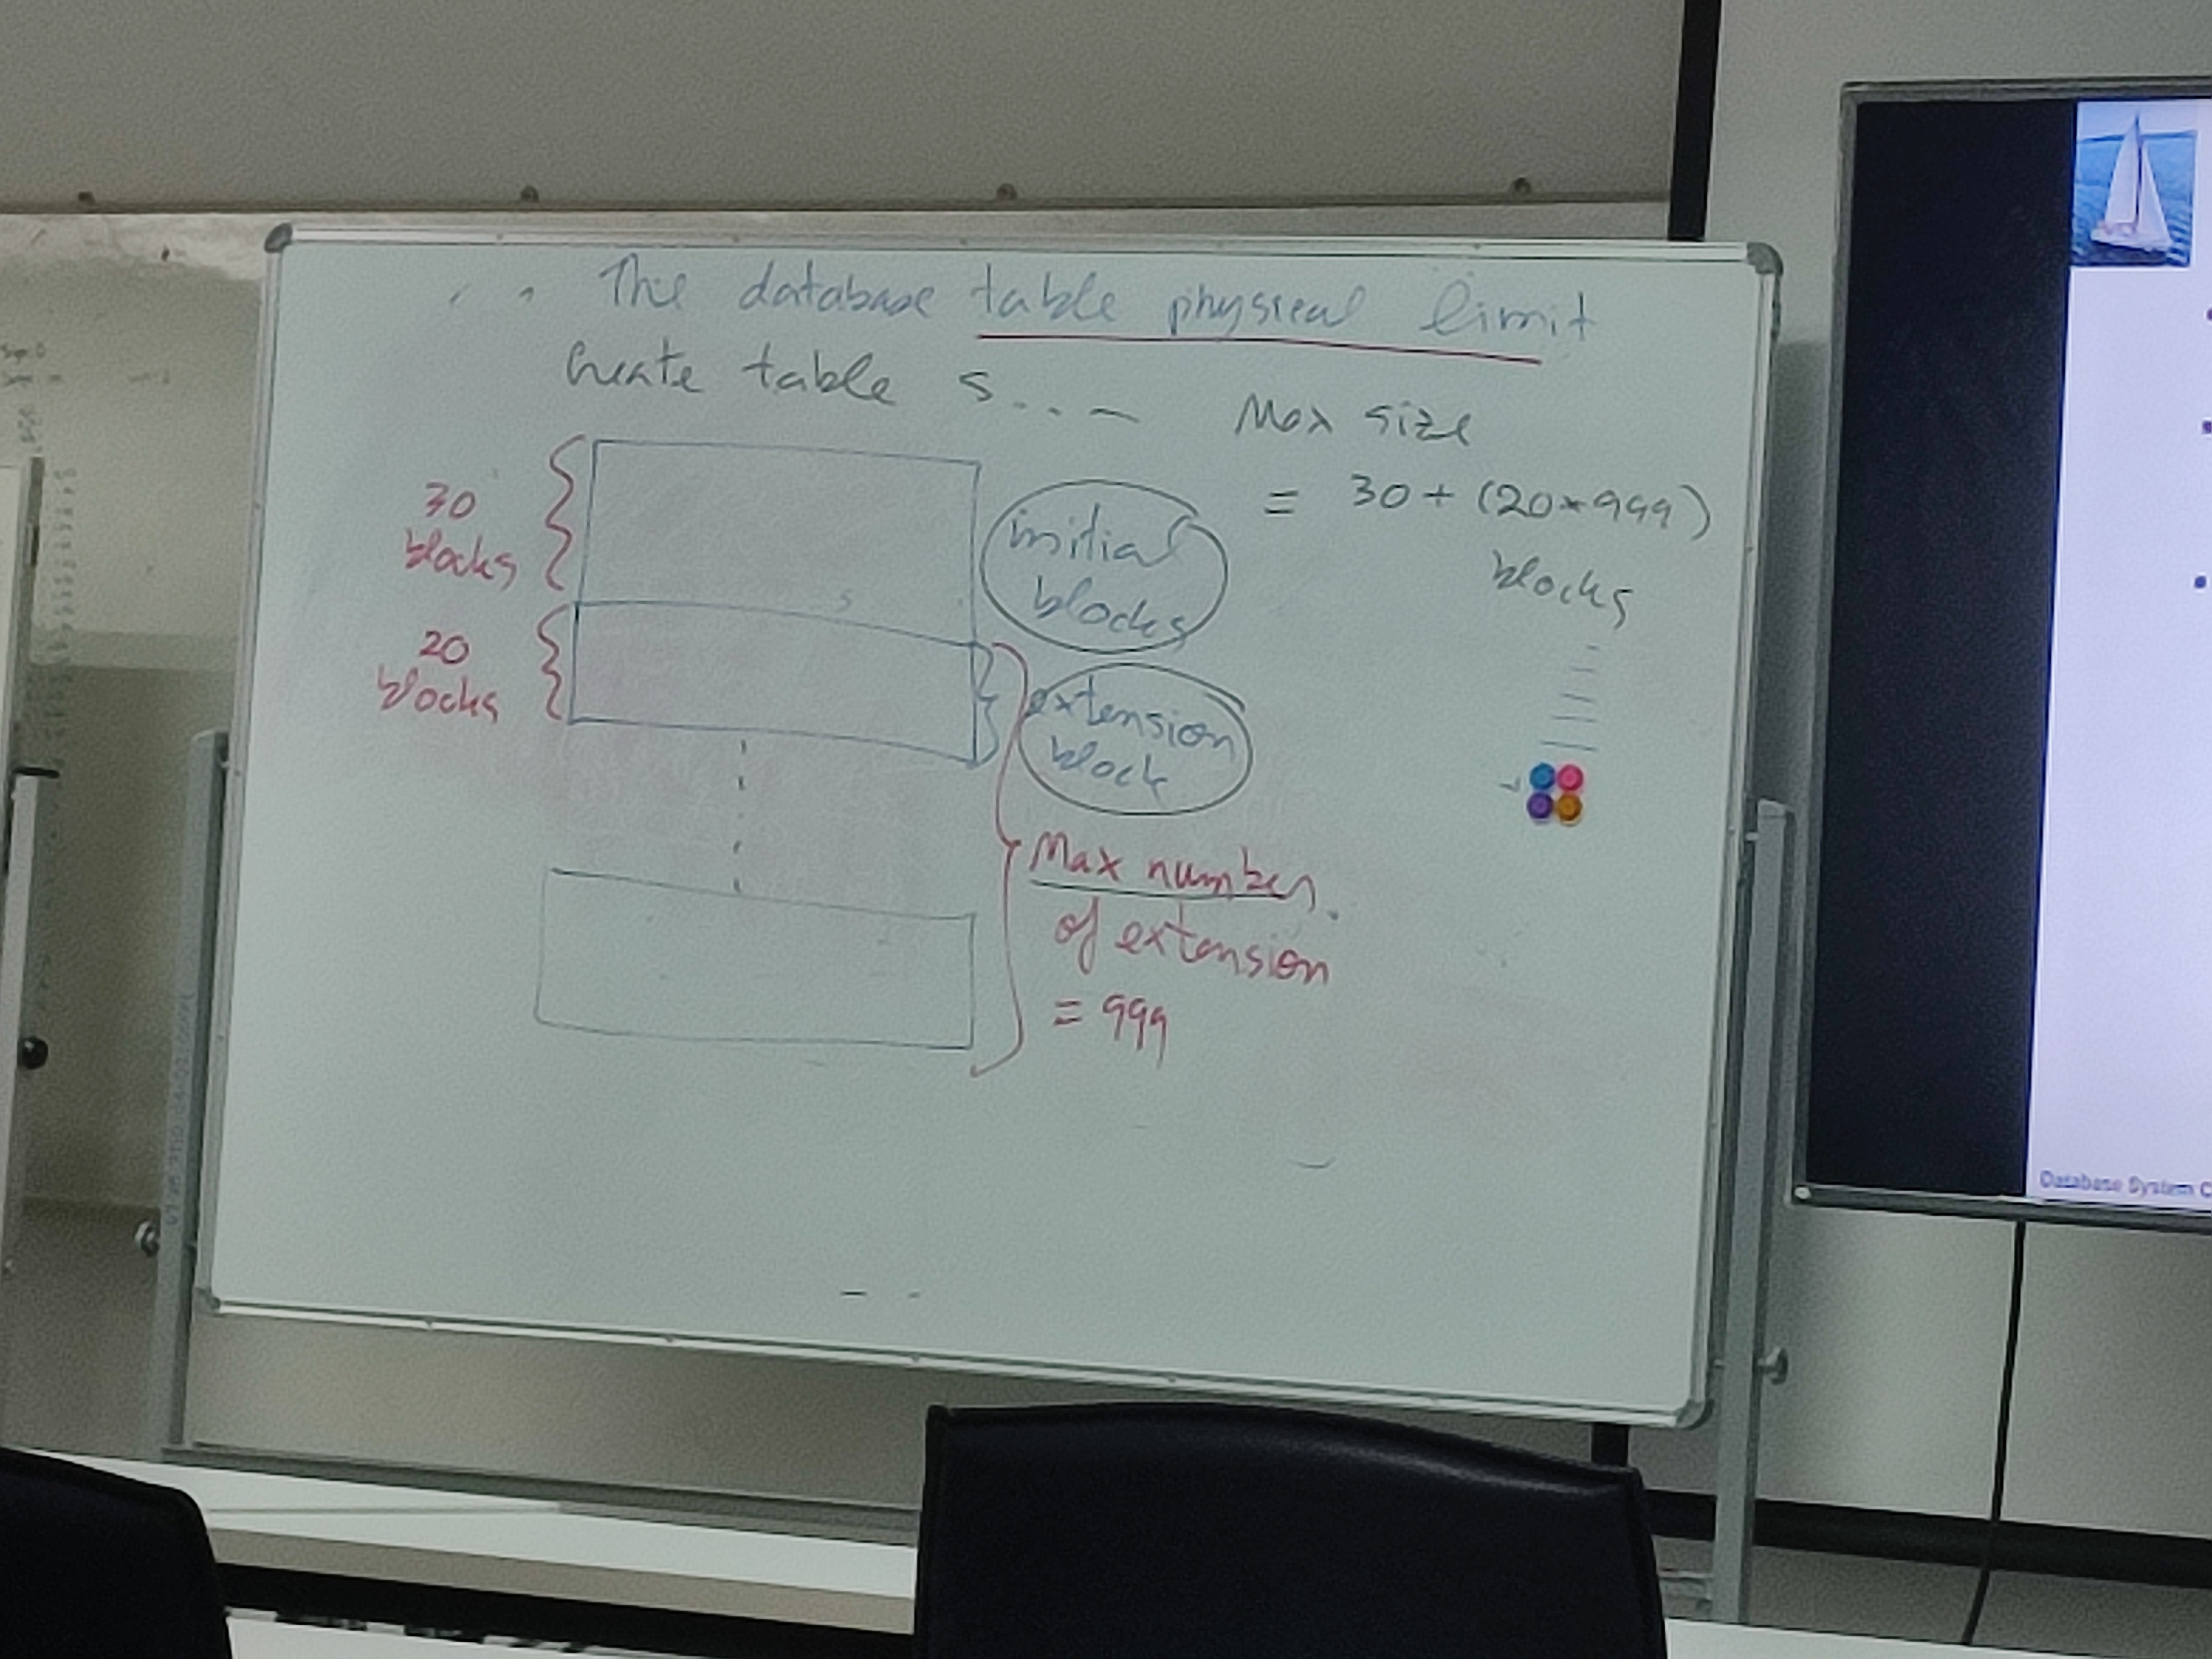 The database table physical limit
Create table S...
Max size
= 30 + (20*999)
blocks
30
blocks
initial
blocks
20
blocks
extension
block
Max number
of extension
= 999
Database System C